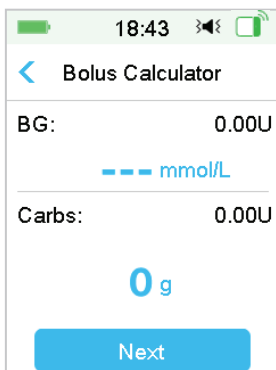 18:43
Bolus Calculator
BG: 0.00U
--- mmol/L
Carbs: 0.00U
0 g
Next